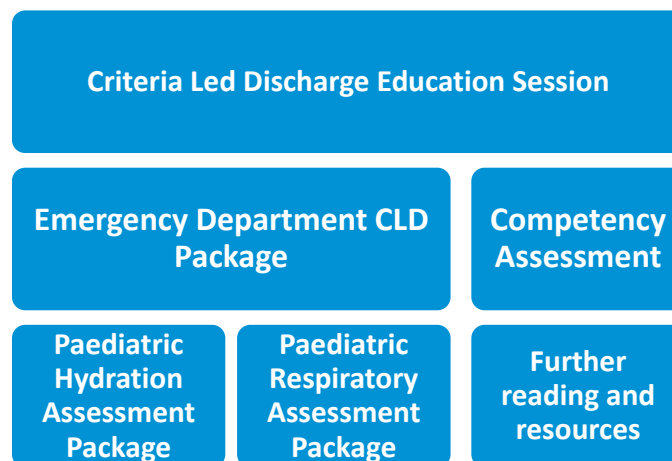 Criteria Led Discharge Education Session
Emergency Department CLD
Package
Competency
Assessment
Paediatric
Hydration
Assessment
Package
Paediatric
Respiratory
Assessment
Package
Further
reading and
resources